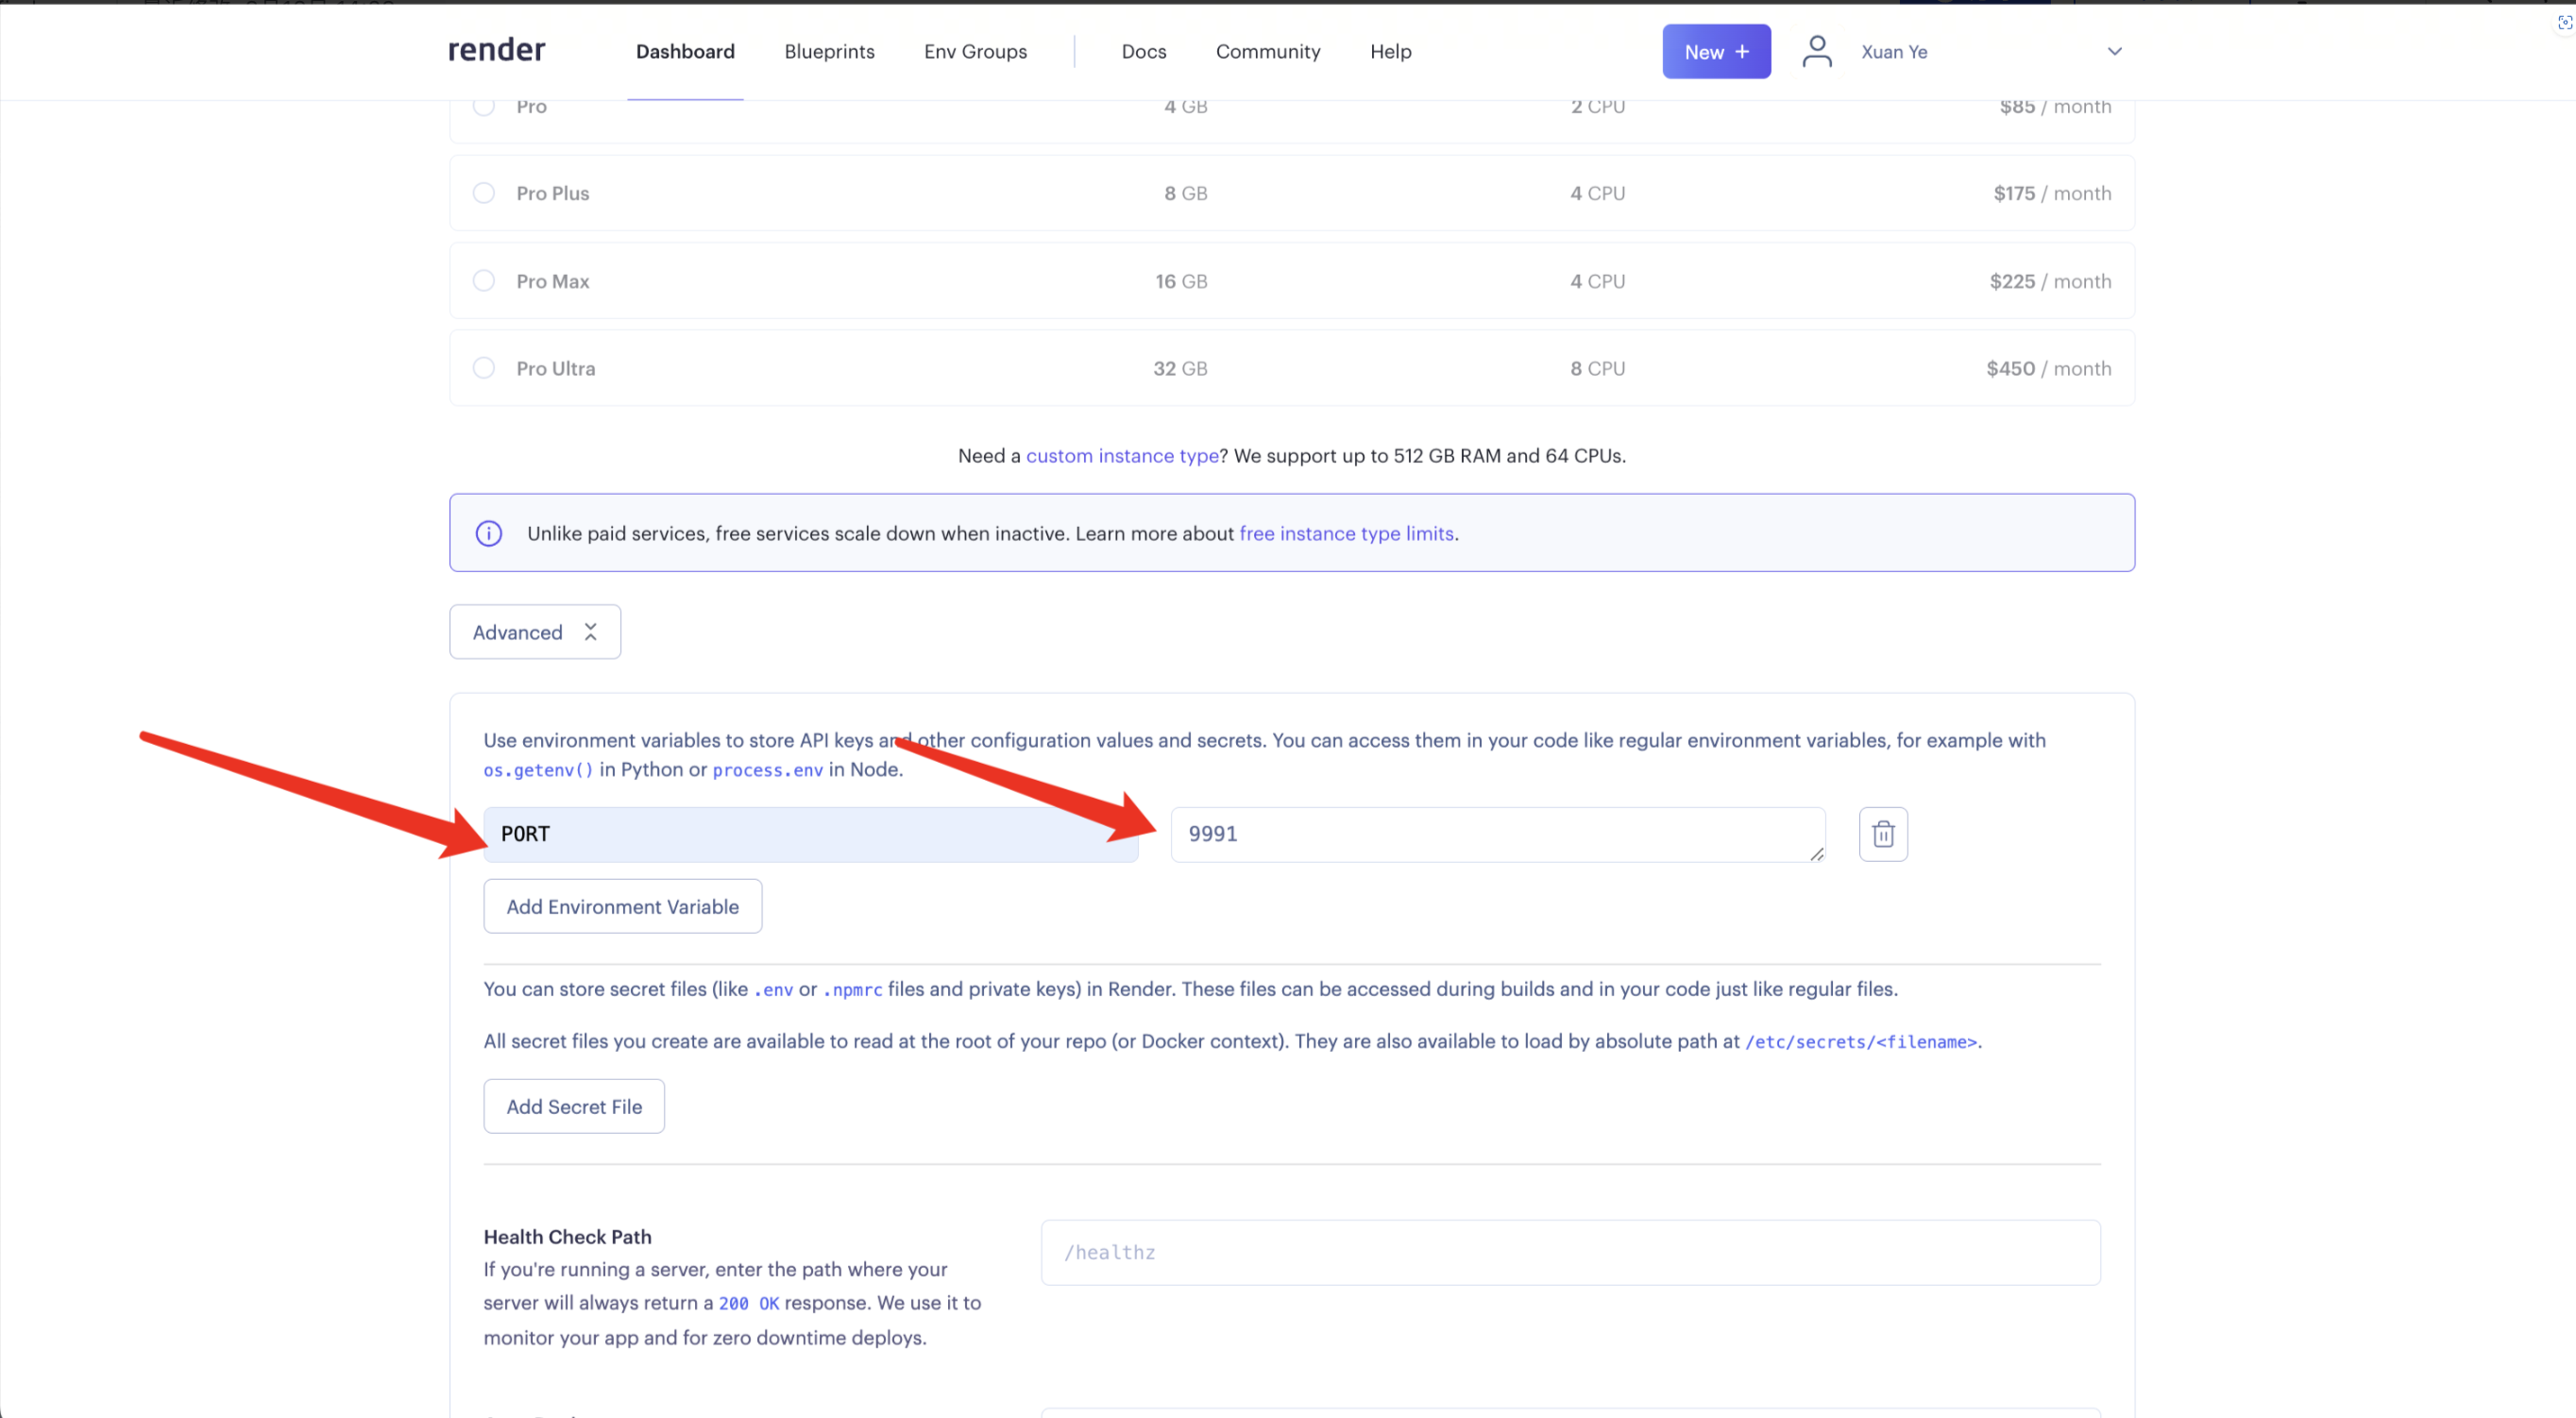 render Dashboard Blueprints Env Groups Docs Community Help New + Xuan Ye
Pro 4 GB 2 CPU $85 / month
Pro Plus 8 GB 4 CPU $175 / month
Pro Max 16 GB 4 CPU $225 / month
Pro Ultra 32 GB 8 CPU $450 / month
Need a custom instance type? We support up to 512 GB RAM and 64 CPUs.
Unlike paid services, free services scale down when inactive. Learn more about free instance type limits.
Advanced
Use environment variables to store API keys and other configuration values and secrets. You can access them in your code like regular environment variables, for example with
os.getenv() in Python or process.env in Node.
PORT 9991
Add Environment Variable
You can store secret files (like .env or .npmrc files and private keys) in Render. These files can be accessed during builds and in your code just like regular files.
All secret files you create are available to read at the root of your repo (or Docker context). They are also available to load by absolute path at /etc/secrets/<filename>.
Add Secret File
Health Check Path
/healthz
If you're running a server, enter the path where your
server will always return a 200 OK response. We use it to
monitor your app and for zero downtime deploys.